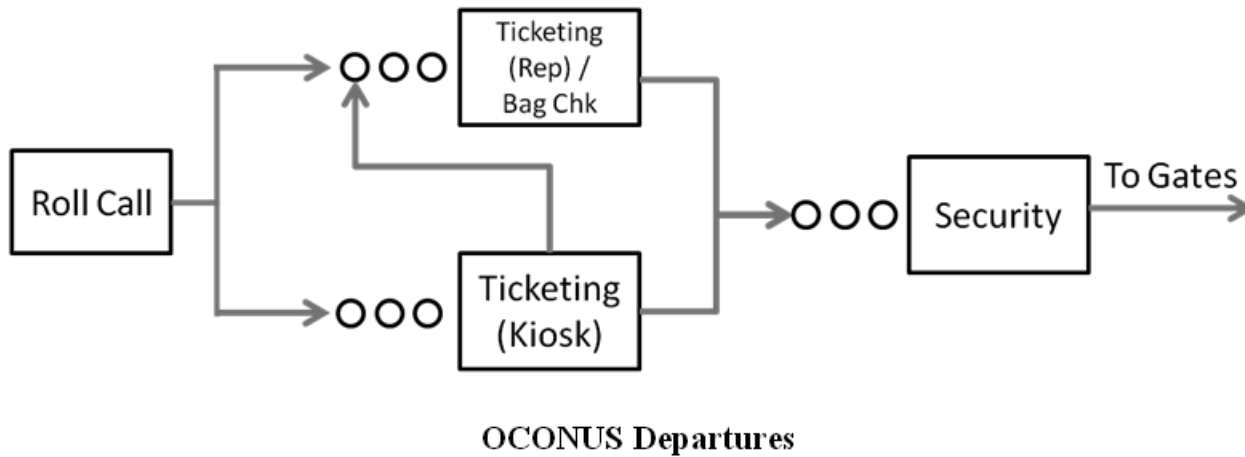 Ticketing
(Rep) /
Bag Chk
Roll Call
Ticketing
(Kiosk)
Security
To Gates
OCONUS Departures